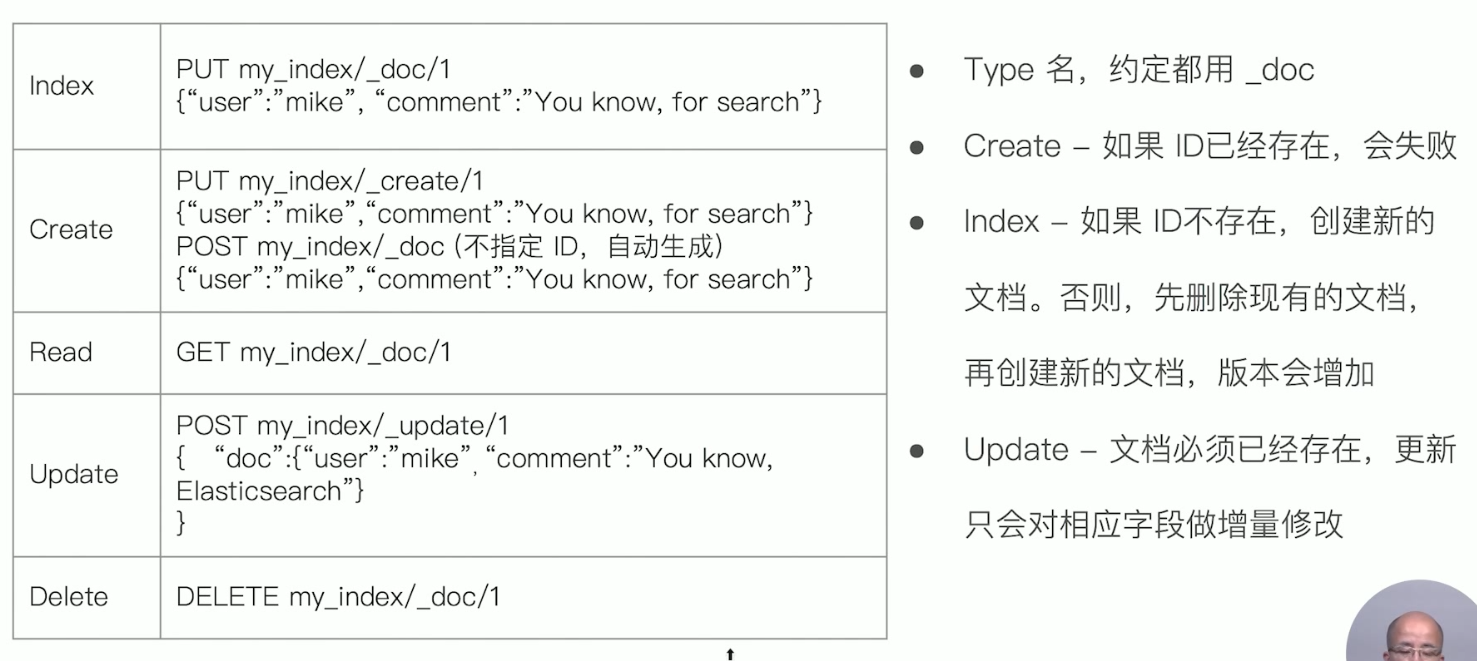 Index
PUT my_index/_doc/1
{“user”:”mike”, “comment”:”You know, for search”}
Create
PUT my_index/_create/1
{“user”:”mike”,“comment”:”You know, for search”}
POST my_index/_doc (不指定 ID，自动生成)
{“user”:”mike”,“comment”:”You know, for search”}
Read
GET my_index/_doc/1
Update
POST my_index/_update/1
{ “doc”:{“user”:”mike”, “comment”:”You know,
Elasticsearch”}
}
Delete
DELETE my_index/_doc/1
● Type 名，约定都用 _doc
● Create – 如果 ID已经存在，会失败
● Index – 如果 ID不存在，创建新的
文档。否则，先删除现有的文档，
再创建新的文档，版本会增加
● Update – 文档必须已经存在，更新
只会对相应字段做增量修改